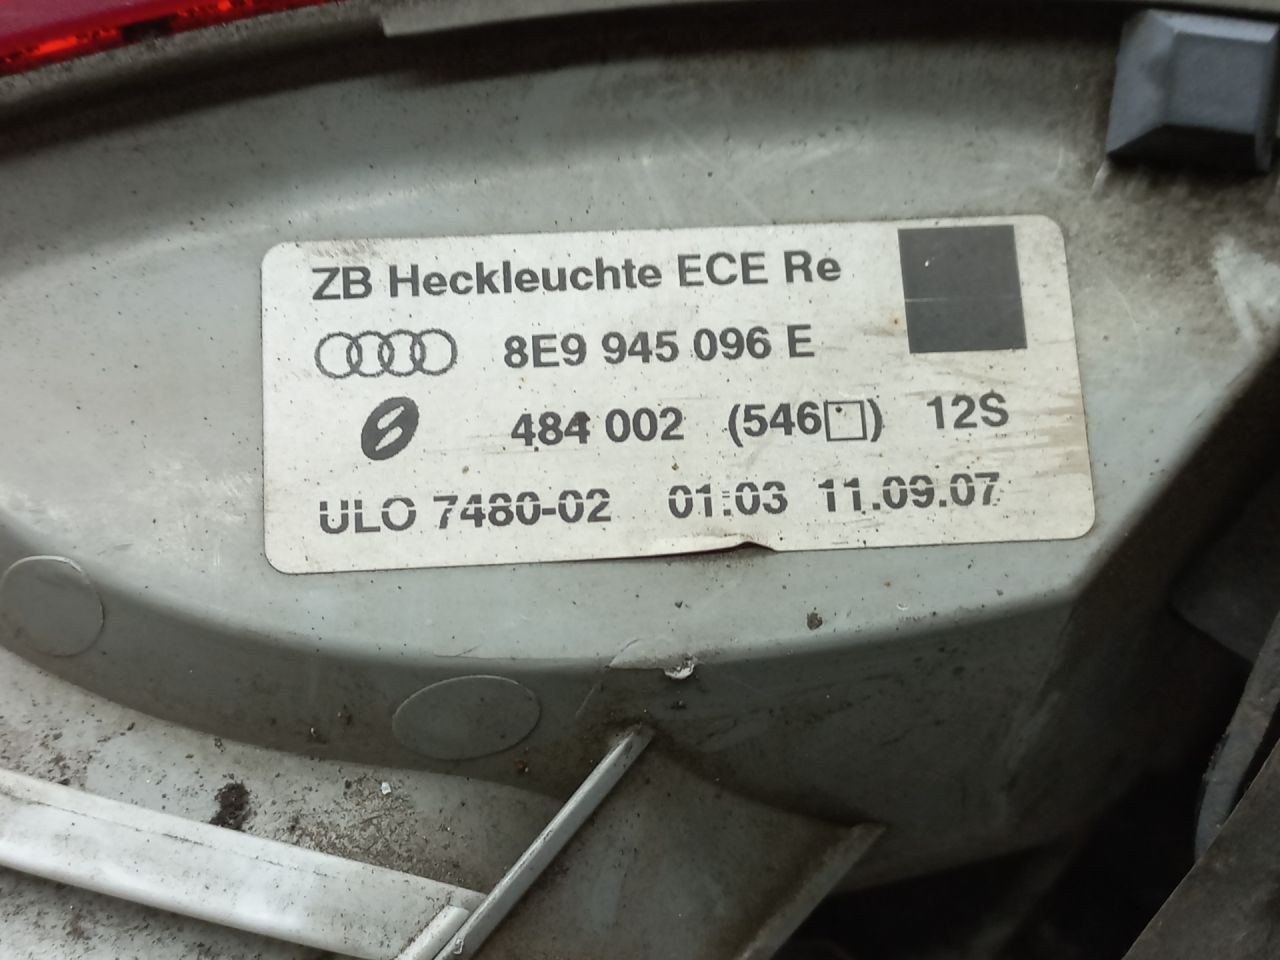 ZB Heckleuchte ECE Re
8E9 945 096 E
484 002 (546□) 12S
ULO 7480-02 01:03 11.09.07